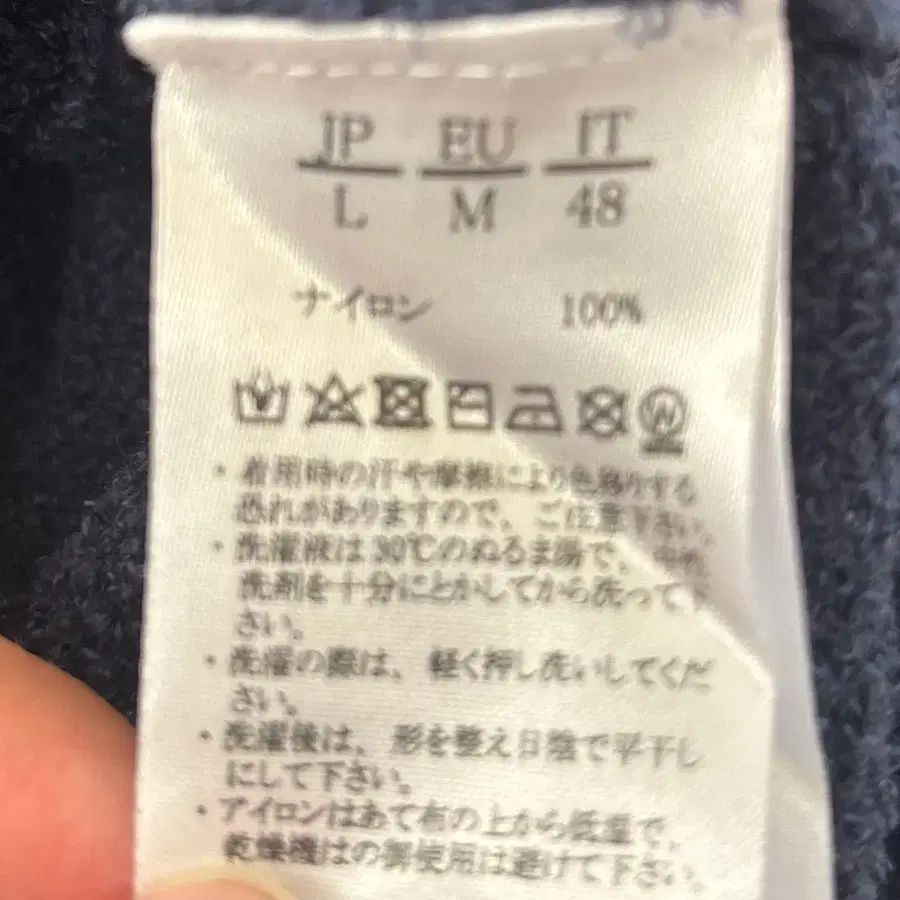 JP EU IT
L M 48
ナイロン 100%
・着用時の汗や摩擦により色移りする
恐れがありますので、ご注意下さい。
・洗濯液は30℃のぬるま湯で、中性
洗剤を十分にとかしてから洗って下
さい。
・洗濯の際は、軽く押し洗いしてくだ
さい。
・洗濯後は、形を整え日陰で平干し
にして下さい。
・アイロンはあて布の上から低温で、
乾燥機はの御使用は避けて下さい。